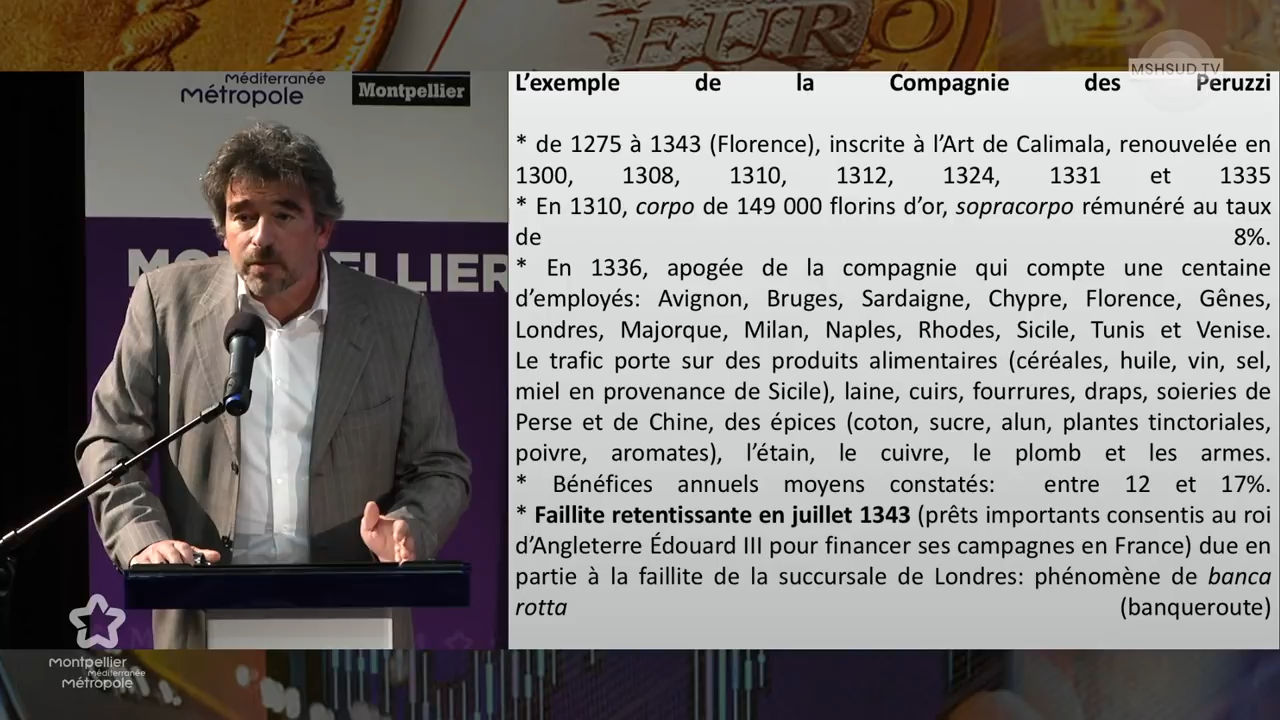 EURO
MSHSUD.TV
méditerranée
métropole
Montpellier
MONTPELLIER
L’exemple de la Compagnie des Peruzzi
* de 1275 à 1343 (Florence), inscrite à l’Art de Calimala, renouvelée en
1300, 1308, 1310, 1312, 1324, 1331 et 1335
* En 1310, corpo de 149 000 florins d’or, sopracorpo rémunéré au taux
de 8%.
* En 1336, apogée de la compagnie qui compte une centaine
d’employés: Avignon, Bruges, Sardaigne, Chypre, Florence, Gênes,
Londres, Majorque, Milan, Naples, Rhodes, Sicile, Tunis et Venise.
Le trafic porte sur des produits alimentaires (céréales, huile, vin, sel,
miel en provenance de Sicile), laine, cuirs, fourrures, draps, soieries de
Perse et de Chine, des épices (coton, sucre, alun, plantes tinctoriales,
poivre, aromates), l’étain, le cuivre, le plomb et les armes.
* Bénéfices annuels moyens constatés: entre 12 et 17%.
* Faillite retentissante en juillet 1343 (prêts importants consentis au roi
d’Angleterre Édouard III pour financer ses campagnes en France) due en
partie à la faillite de la succursale de Londres: phénomène de banca
rotta (banqueroute)
montpellier
méditerranée
métropole